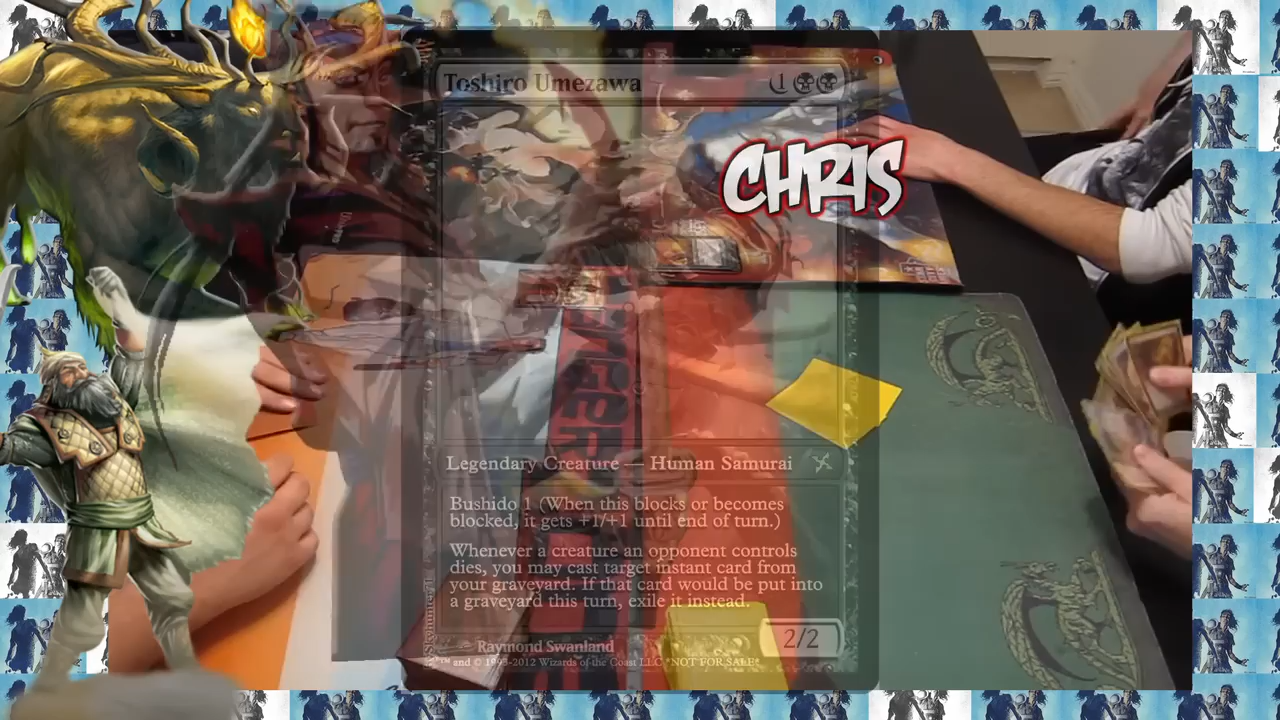 Toshiro Umezawa
1
CHRIS
Legendary Creature — Human Samurai
Bushido 1 (When this blocks or becomes
blocked, it gets +1/+1 until end of turn.)
Whenever a creature an opponent controls
dies, you may cast target instant card from
your graveyard. If that card would be put into
a graveyard this turn, exile it instead.
2/2
Raymond Swanland
™ and © 1993-2012 Wizards of the Coast LLC *NOT FOR SALE*